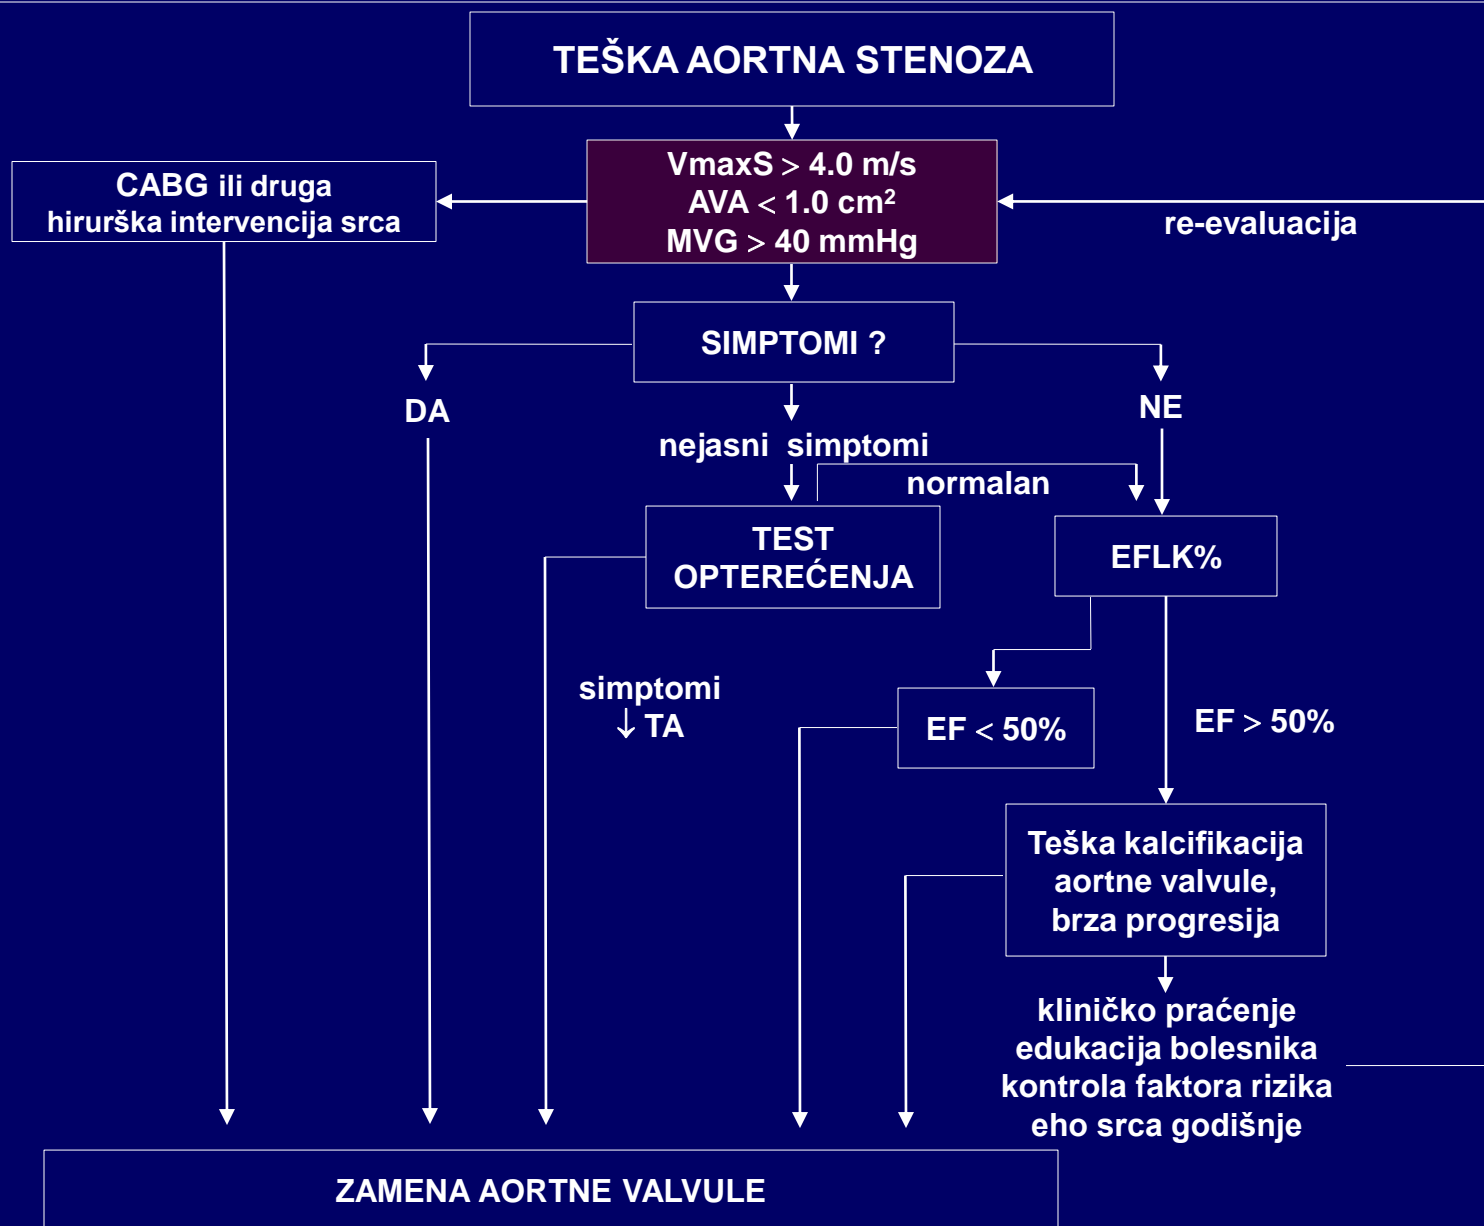 TEŠKA AORTNA STENOZA
VmaxS > 4.0 m/s
AVA < 1.0 cm²
MVG > 40 mmHg
CABG ili druga
hirurška intervencija srca
re-evaluacija
SIMPTOMI ?
DA
NE
nejasni simptomi
normalan
TEST
OPTEREĆENJA
EFLK%
simptomi
↓ TA
EF < 50%
EF > 50%
Teška kalcifikacija
aortne valvule,
brza progresija
kliničko praćenje
edukacija bolesnika
kontrola faktora rizika
eho srca godišnje
ZAMENA AORTNE VALVULE